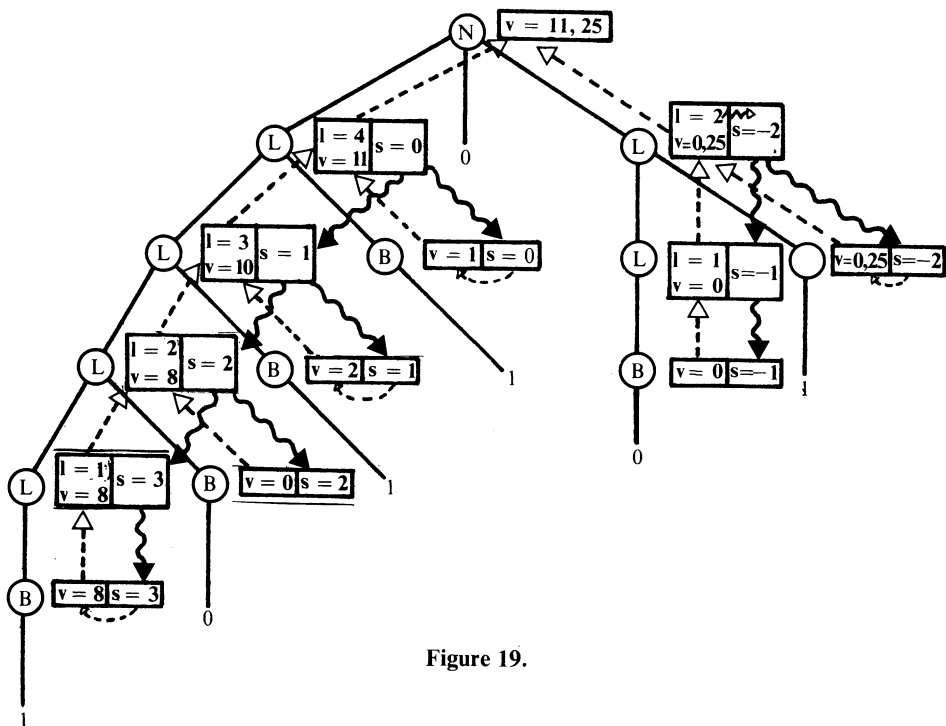 N v = 11, 25
L l = 4 v = 11 s = 0 0 L l = 2 v=0,25 s=-2
L l = 3 v = 10 s = 1 B v = 1 s = 0 L l = 1 v = 0 s=-1 v=0,25 s=-2
L l = 2 v = 8 s = 2 B v = 2 s = 1 1 B v = 0 s=-1 1
0
L l = 1 v = 8 s = 3 B v = 0 s = 2 1
B v = 8 s = 3 0
Figure 19.
1